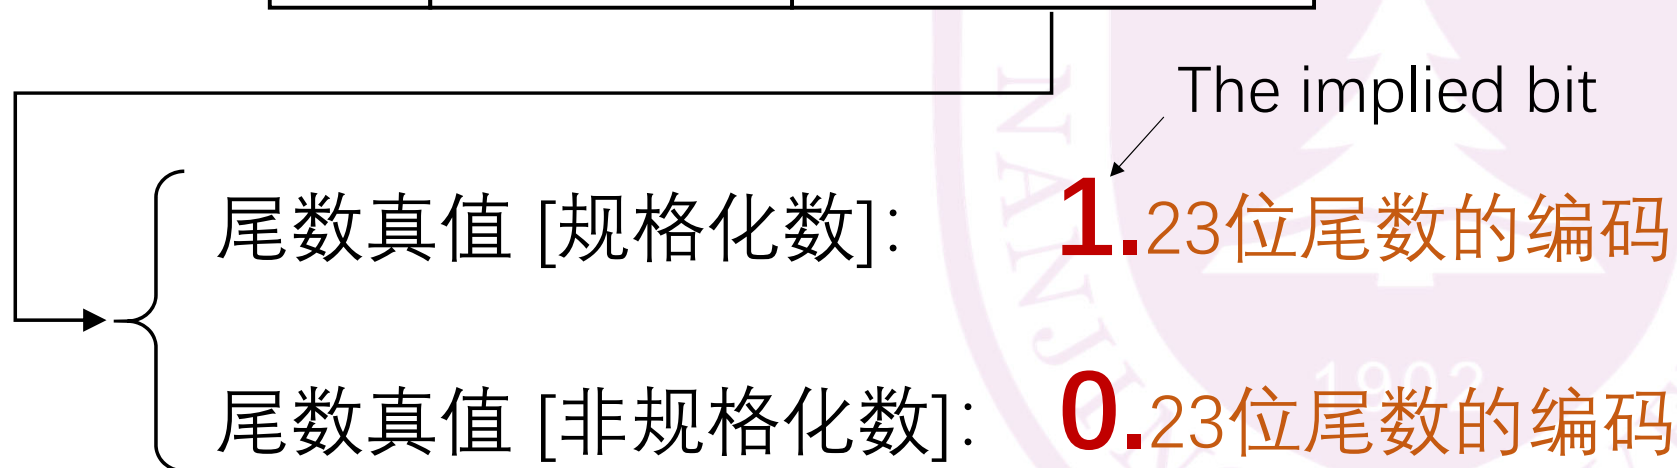 The implied bit
尾数真值 [规格化数]： 1.23位尾数的编码
尾数真值 [非规格化数]： 0.23位尾数的编码
NANJ
1902